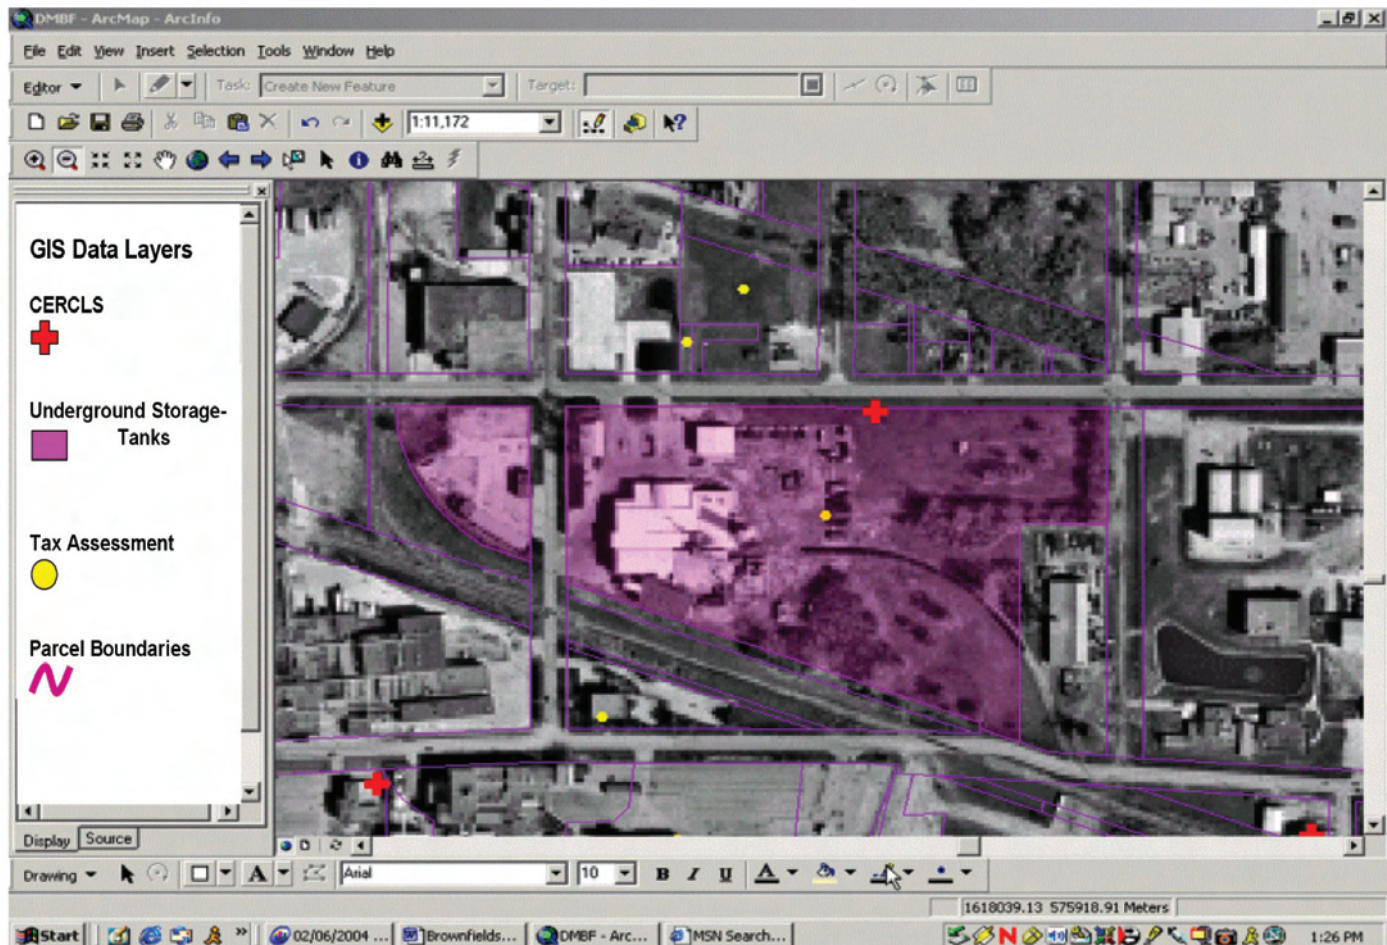 DMBF - ArcMap - ArcInfo
File Edit View Insert Selection Tools Window Help
Editor Task: Create New Feature Target:
1:11,172
GIS Data Layers
CERCLS
Underground Storage-
Tanks
Tax Assessment
Parcel Boundaries
Display Source
Drawing A Arial 10 B I U A
1618039.13 575918.91 Meters
Start 02/06/2004 ... Brownfields... DMBF - Arc... MSN Search... 1:26 PM